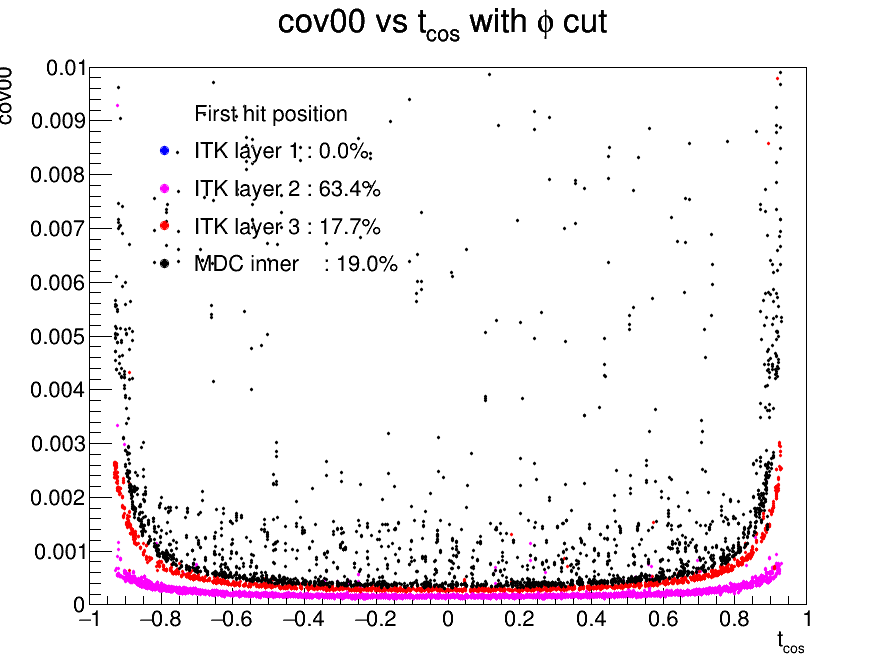 cov00 vs t_cos with ϕ cut
cov00
0.01
0.009
0.008
0.007
0.006
0.005
0.004
0.003
0.002
0.001
0
First hit position
ITK layer 1 : 0.0%
ITK layer 2 : 63.4%
ITK layer 3 : 17.7%
MDC inner : 19.0%
−1 −0.8 −0.6 −0.4 −0.2 0 0.2 0.4 0.6 0.8 1
t_cos